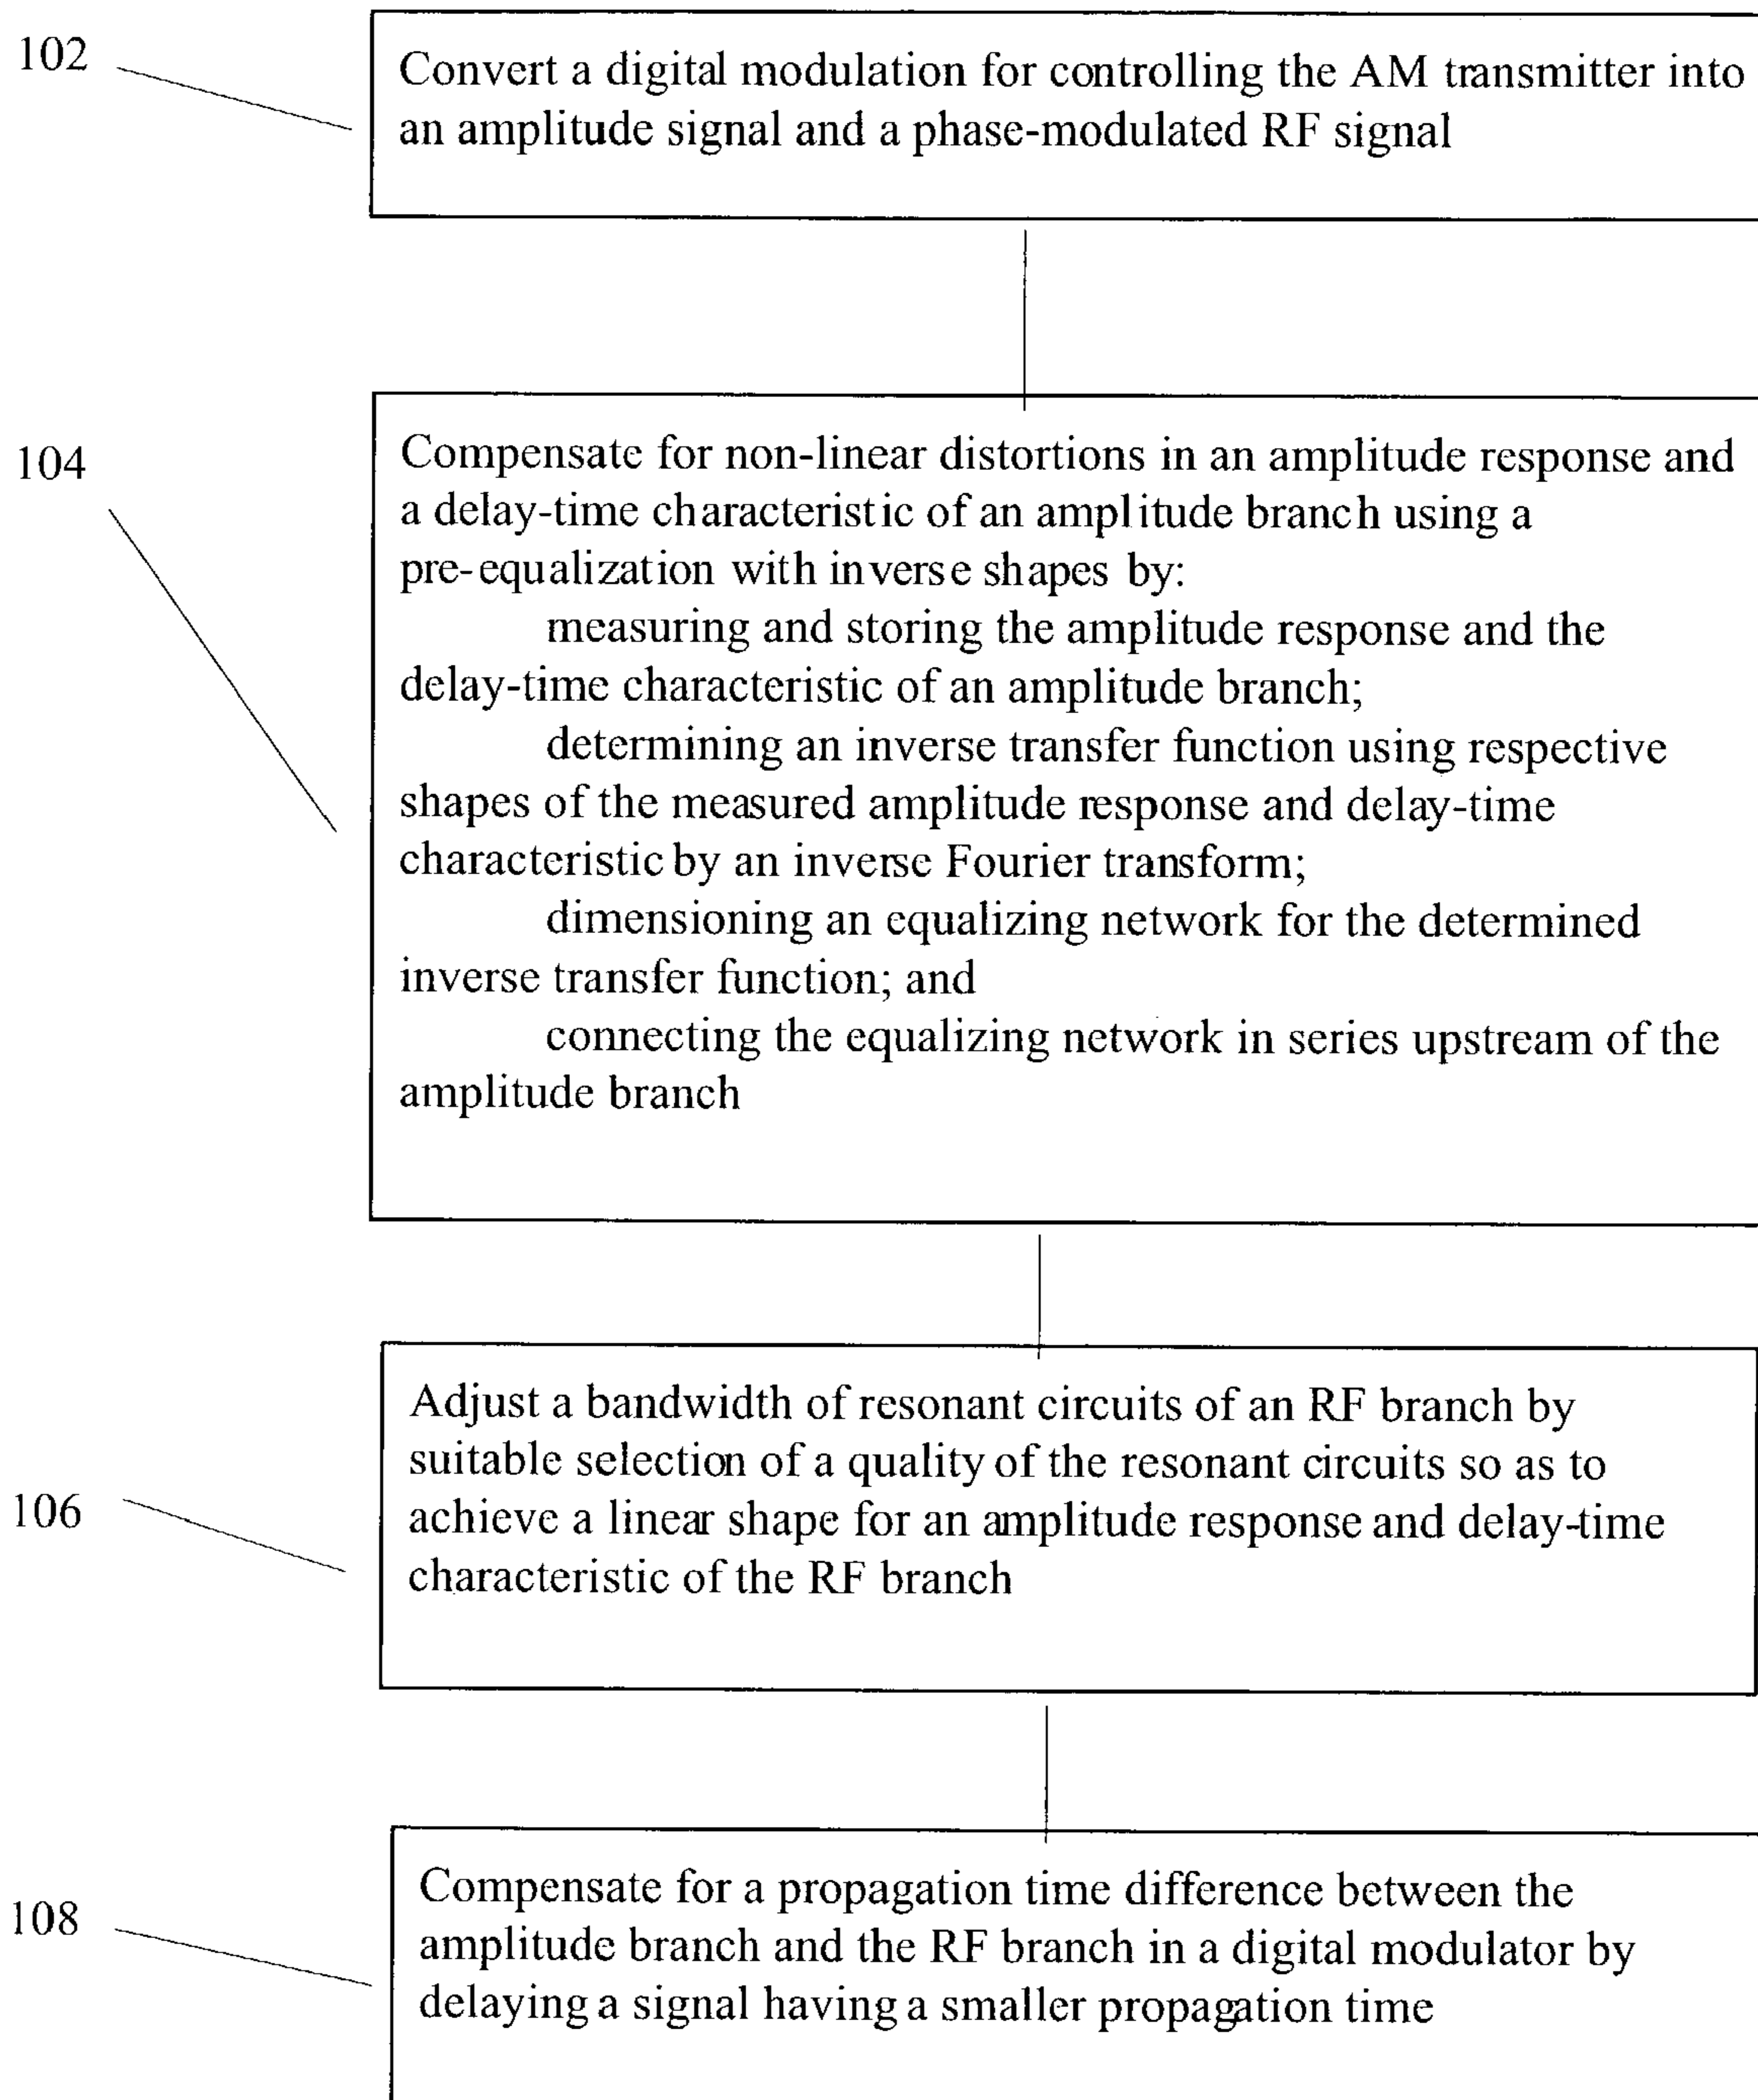 102
Convert a digital modulation for controlling the AM transmitter into
an amplitude signal and a phase-modulated RF signal
104
Compensate for non-linear distortions in an amplitude response and
a delay-time characteristic of an amplitude branch using a
pre-equalization with inverse shapes by:
measuring and storing the amplitude response and the
delay-time characteristic of an amplitude branch;
determining an inverse transfer function using respective
shapes of the measured amplitude response and delay-time
characteristic by an inverse Fourier transform;
dimensioning an equalizing network for the determined
inverse transfer function; and
connecting the equalizing network in series upstream of the
amplitude branch
106
Adjust a bandwidth of resonant circuits of an RF branch by
suitable selection of a quality of the resonant circuits so as to
achieve a linear shape for an amplitude response and delay-time
characteristic of the RF branch
108
Compensate for a propagation time difference between the
amplitude branch and the RF branch in a digital modulator by
delaying a signal having a smaller propagation time